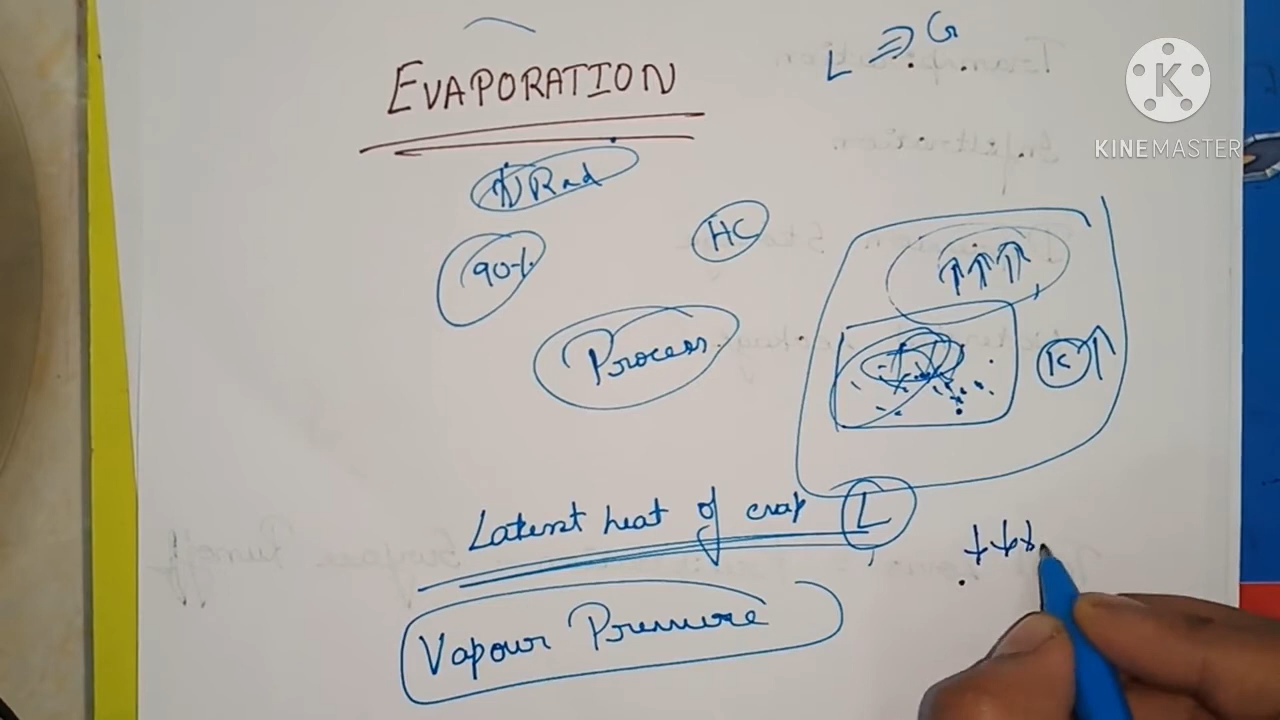 L ⇒ G
EVAPORATION
K
KINEMASTER
N Rad
HC
90%
Process
K ↑
Latent heat of evap L
Vapour Pressure